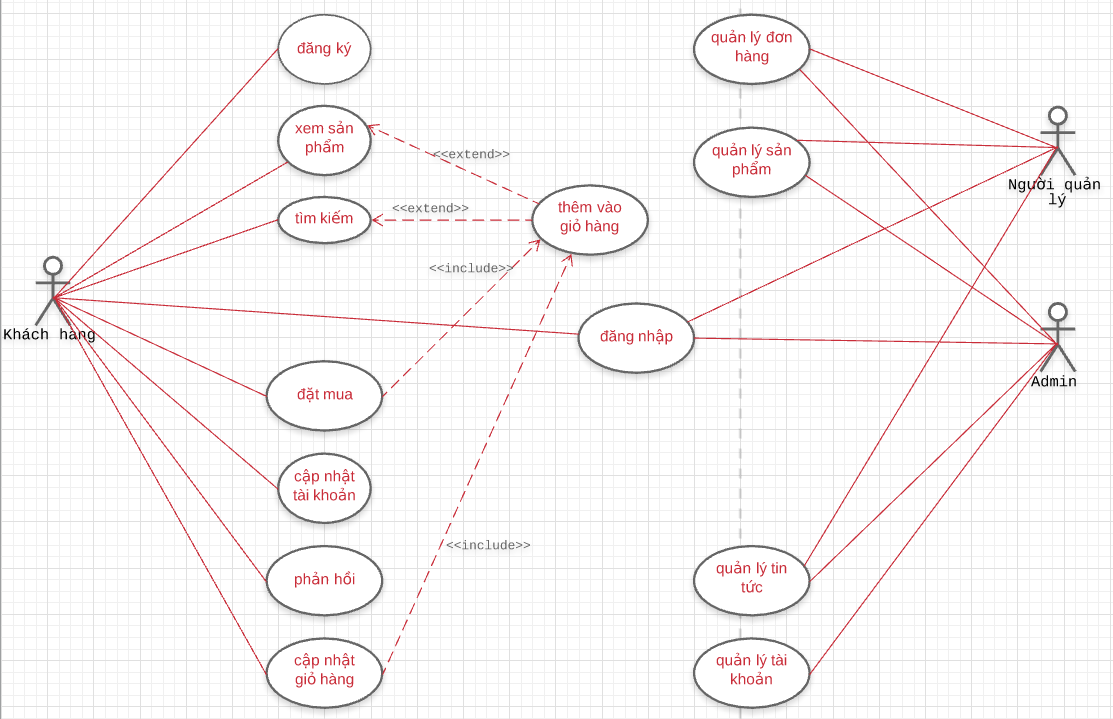 đăng ký
quản lý đơn
hàng
xem sản
phẩm
<<extend>>
quản lý sản
phẩm
Người quản
lý
tìm kiếm
<<extend>>
thêm vào
giỏ hàng
<<include>>
Khách hàng
đăng nhập
Admin
đặt mua
cập nhật
tài khoản
<<include>>
phản hồi
quản lý tin
tức
cập nhật
giỏ hàng
quản lý tài
khoản